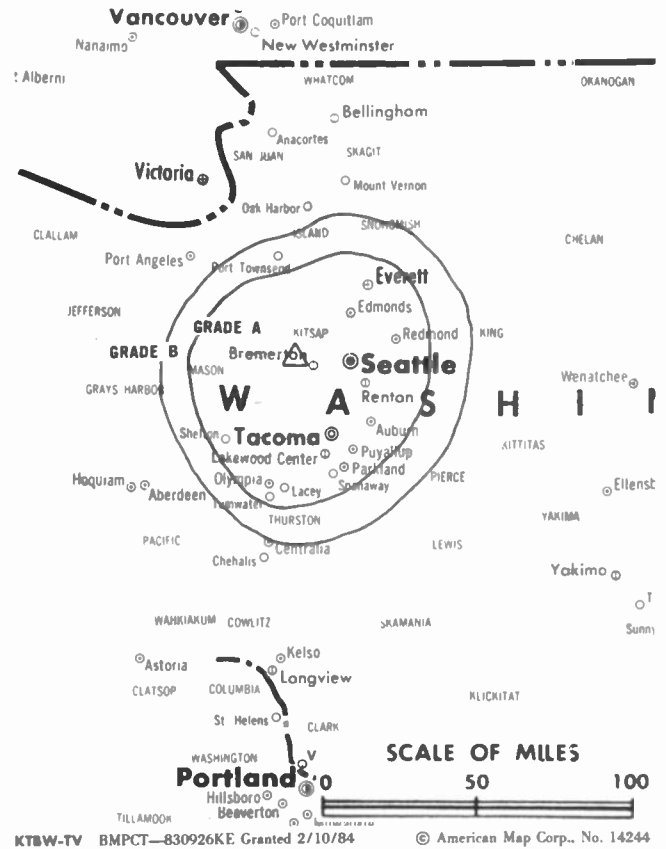 Vancouver Port Coquitlam
Nanaimo New Westminster
Alberni WHATCOM OKANOGAN
Bellingham
Anacortes
SAN JUAN SKAGIT
Victoria Mount Vernon
Oak Harbor
SNOHOMISH
CLALLAM ISLAND CHELAN
Port Angeles Port Townsend
Everett
JEFFERSON Edmonds
GRADE A KITSAP Redmond KING
GRADE B Bremerton
MASON Seattle
GRAYS HARBOR Renton Wenatchee
W A S H I
Shelton Tacoma Auburn
Lakewood Center Puyallup KITTITAS
Parkland
Hoquiam Aberdeen Olympia Lacey Spanaway PIERCE
Tumwater
THURSTON YAKIMA
PACIFIC Centralia LEWIS
Chehalis
Yakimo
T
WAHKIAKUM COWLITZ SKAMANIA Sunny
Astoria Kelso
CLATSOP COLUMBIA Longview
KLICKITAT
St Helens CLARK
WASHINGTON V SCALE OF MILES
Portland 0 50 100
Hillsboro
TILLAMOOK Beaverton
KTBW-TV BMPCT—830926KE Granted 2/10/84 © American Map Corp., No. 14244